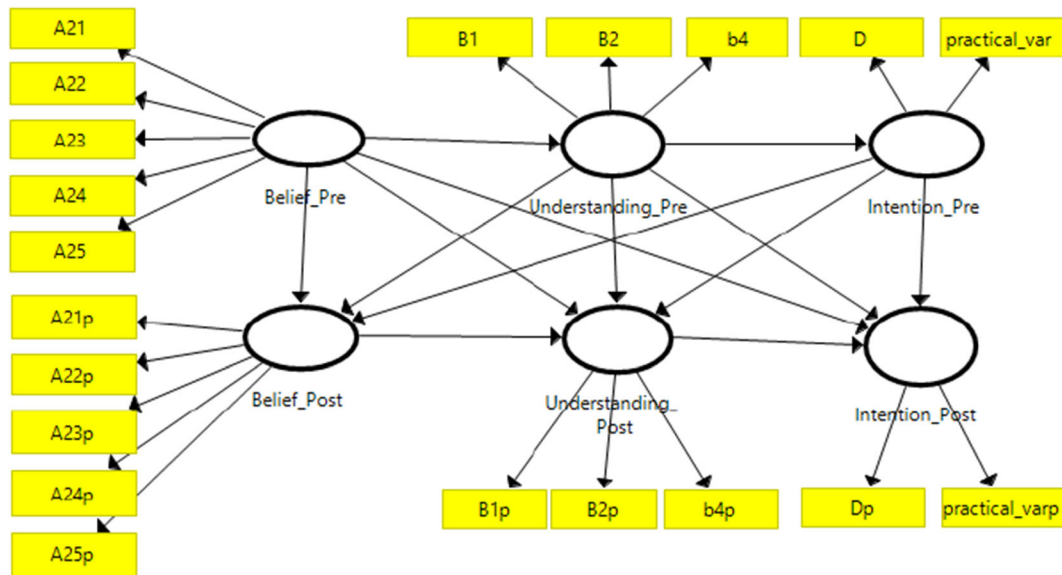 A21
A22
A23
A24
A25
B1
B2
b4
D
practical_var
Belief_Pre
Understanding_Pre
Intention_Pre
A21p
A22p
A23p
A24p
A25p
Belief_Post
Understanding_
Post
Intention_Post
B1p
B2p
b4p
Dp
practical_varp